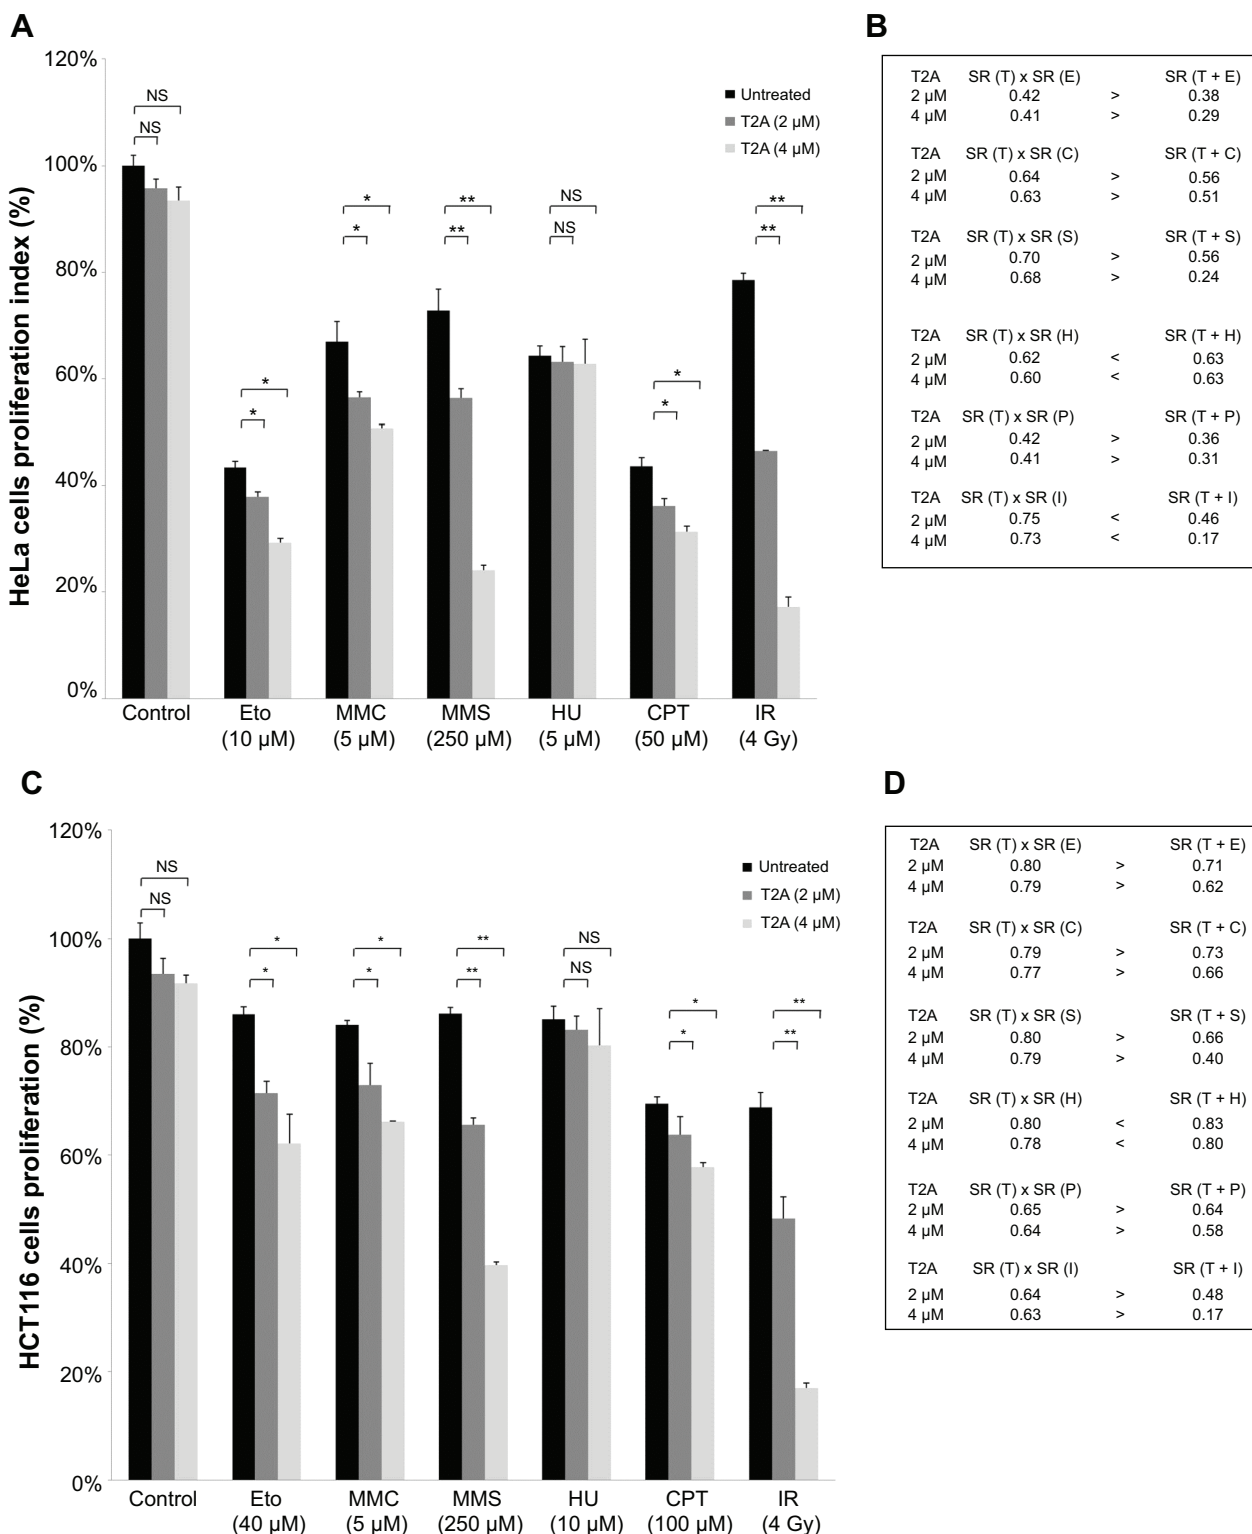 A
HeLa cells proliferation index (%)
120%
100%
80%
60%
40%
20%
0%
NS
NS
*
*
*
*
**
**
NS
NS
*
*
**
**
Untreated
T2A (2 µM)
T2A (4 µM)
Control
Eto
(10 µM)
MMC
(5 µM)
MMS
(250 µM)
HU
(5 µM)
CPT
(50 µM)
IR
(4 Gy)
B
T2A SR (T) x SR (E) SR (T + E)
2 µM 0.42 > 0.38
4 µM 0.41 > 0.29
T2A SR (T) x SR (C) SR (T + C)
2 µM 0.64 > 0.56
4 µM 0.63 > 0.51
T2A SR (T) x SR (S) SR (T + S)
2 µM 0.70 > 0.56
4 µM 0.68 > 0.24
T2A SR (T) x SR (H) SR (T + H)
2 µM 0.62 < 0.63
4 µM 0.60 < 0.63
T2A SR (T) x SR (P) SR (T + P)
2 µM 0.42 > 0.36
4 µM 0.41 > 0.31
T2A SR (T) x SR (I) SR (T + I)
2 µM 0.75 < 0.46
4 µM 0.73 < 0.17
C
HCT116 cells proliferation (%)
120%
100%
80%
60%
40%
20%
0%
NS
NS
*
*
*
*
**
**
NS
NS
*
*
**
**
Untreated
T2A (2 µM)
T2A (4 µM)
Control
Eto
(40 µM)
MMC
(5 µM)
MMS
(250 µM)
HU
(10 µM)
CPT
(100 µM)
IR
(4 Gy)
D
T2A SR (T) x SR (E) SR (T + E)
2 µM 0.80 > 0.71
4 µM 0.79 > 0.62
T2A SR (T) x SR (C) SR (T + C)
2 µM 0.79 > 0.73
4 µM 0.77 > 0.66
T2A SR (T) x SR (S) SR (T + S)
2 µM 0.80 > 0.66
4 µM 0.79 > 0.40
T2A SR (T) x SR (H) SR (T + H)
2 µM 0.80 < 0.83
4 µM 0.78 < 0.80
T2A SR (T) x SR (P) SR (T + P)
2 µM 0.65 > 0.64
4 µM 0.64 > 0.58
T2A SR (T) x SR (I) SR (T + I)
2 µM 0.64 > 0.48
4 µM 0.63 > 0.17